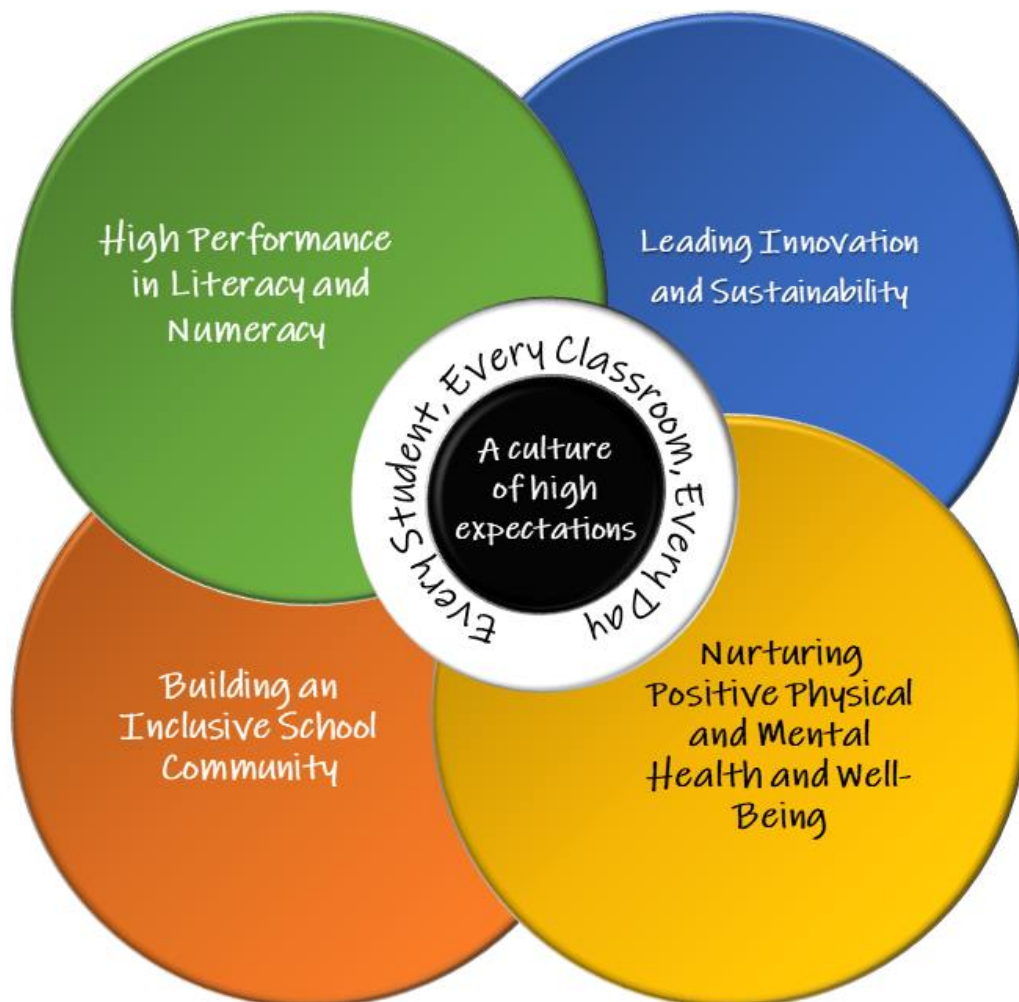 High Performance
in Literacy and
Numeracy
Leading Innovation
and Sustainability
Every Student, Every Classroom, Every Day
A culture
of high
expectations
Building an
Inclusive School
Community
Nurturing
Positive Physical
and Mental
Health and Well-
Being